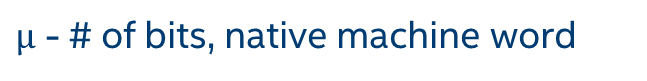 μ - # of bits, native machine word